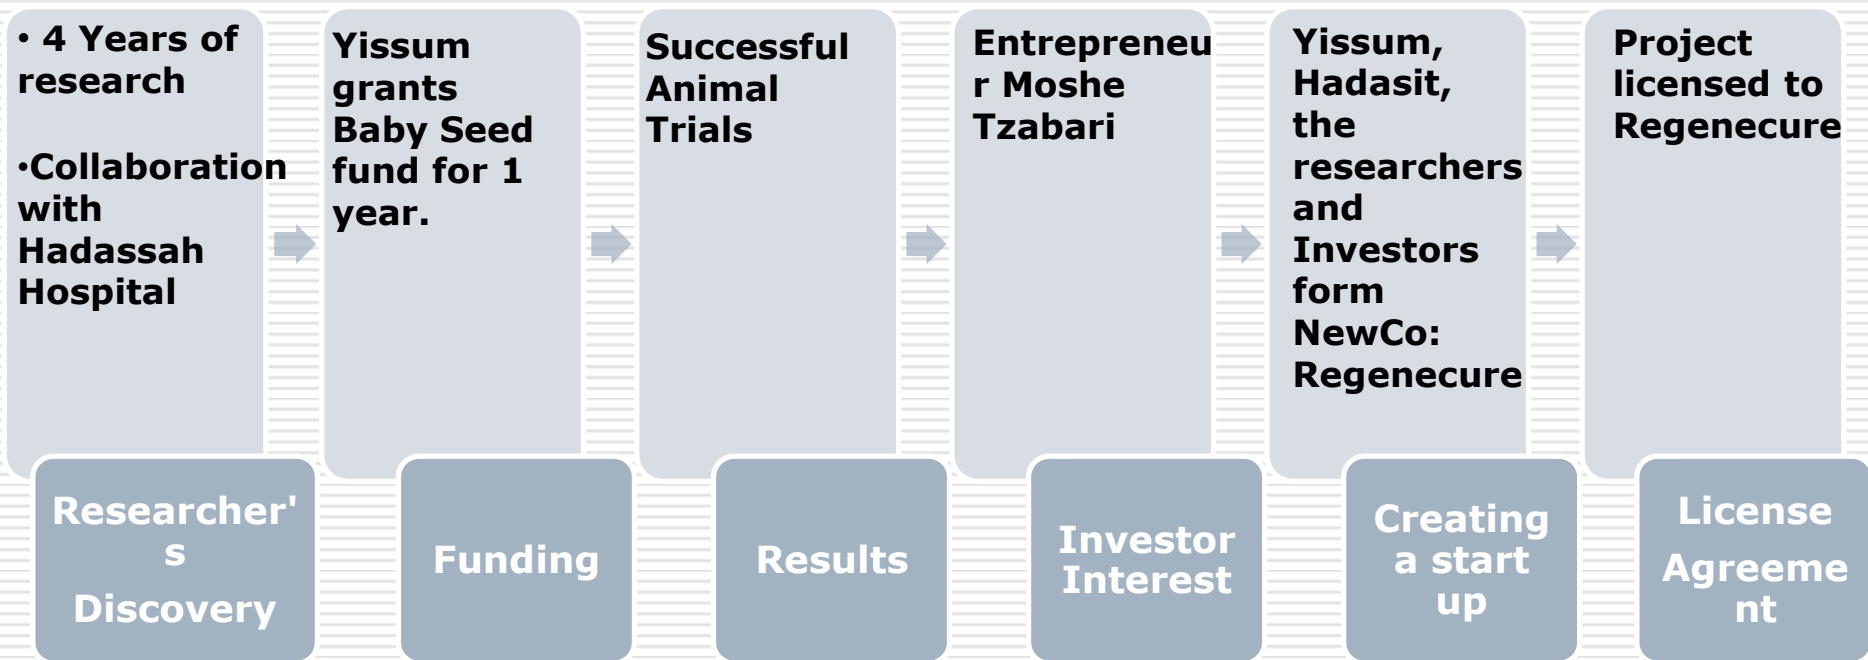 • 4 Years of
research
•Collaboration
with
Hadassah
Hospital
Researcher'
s
Discovery
Yissum
grants
Baby Seed
fund for 1
year.
Funding
Successful
Animal
Trials
Results
Entrepreneu
r Moshe
Tzabari
Investor
Interest
Yissum,
Hadasit,
the
researchers
and
Investors
form
NewCo:
Regenecure
Creating
a start
up
Project
licensed to
Regenecure
License
Agreeme
nt